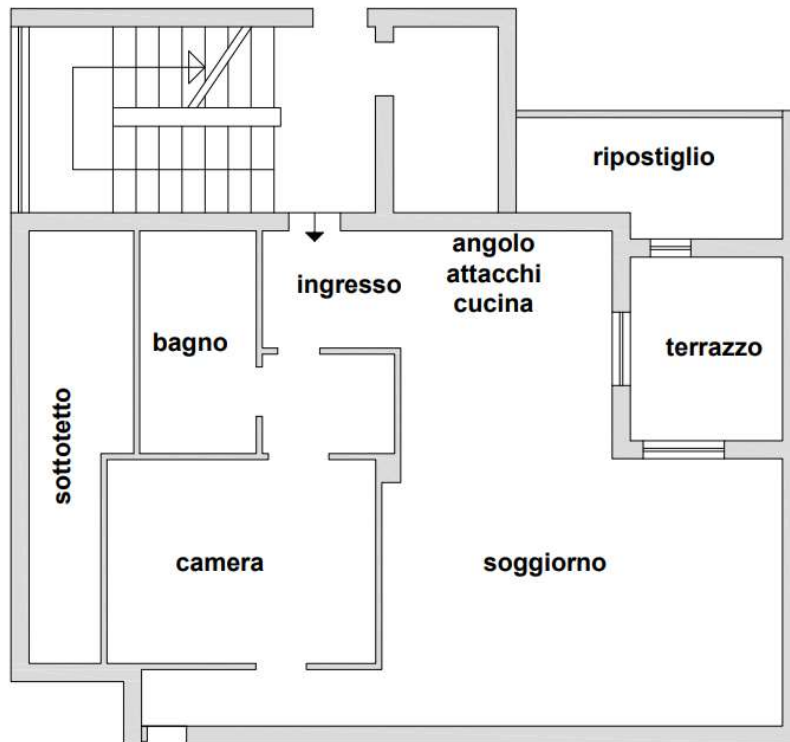 ripostiglio
angolo
attacchi
cucina
ingresso
bagno
terrazzo
sottotetto
camera
soggiorno